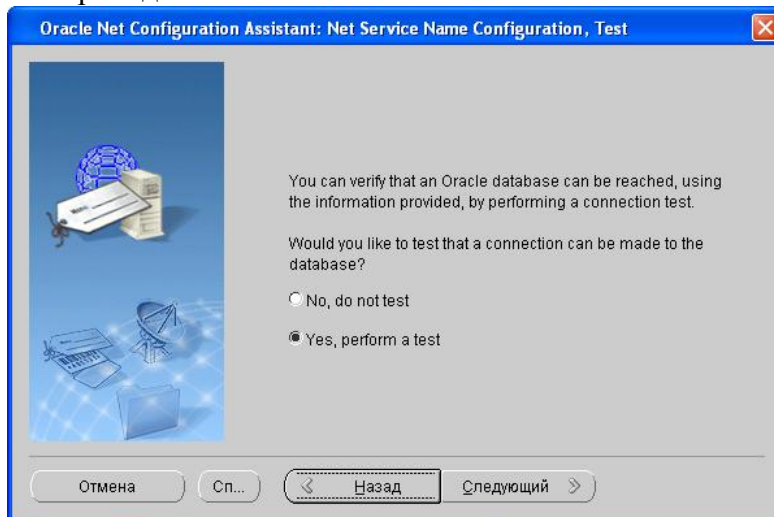 Oracle Net Configuration Assistant: Net Service Name Configuration, Test
You can verify that an Oracle database can be reached, using
the information provided, by performing a connection test.
Would you like to test that a connection can be made to the
database?
No, do not test
Yes, perform a test
Отмена
Сп...
Назад
Следующий